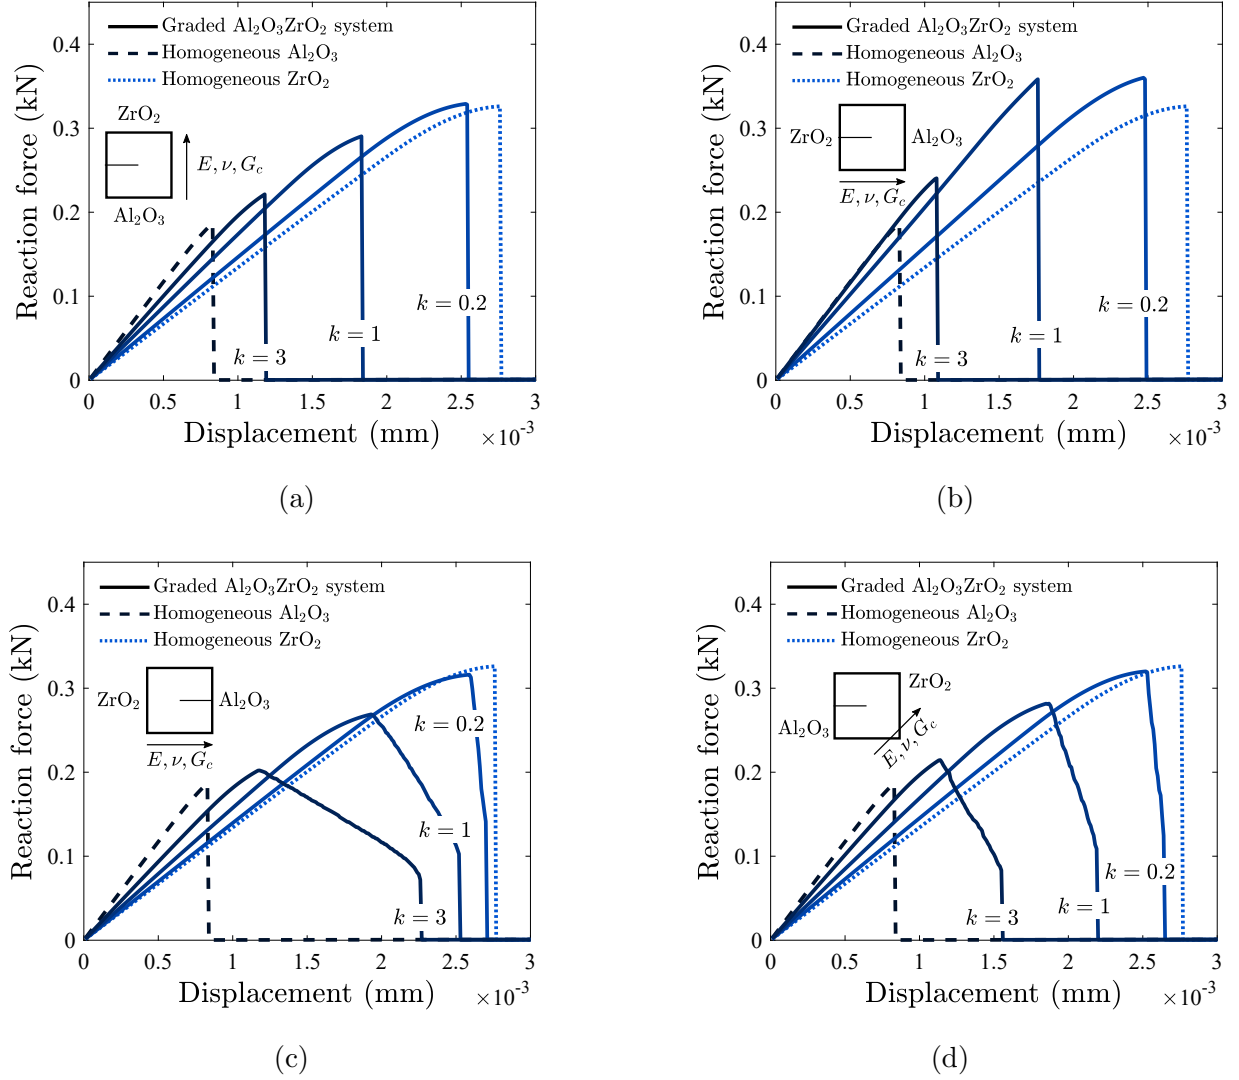 Graded Al₂O₃ZrO₂ system
Homogeneous Al₂O₃
Homogeneous ZrO₂
ZrO₂
E, ν, G_c
Al₂O₃
k = 0.2
k = 1
k = 3
0.4
0.3
0.2
0.1
0
Reaction force (kN)
0 0.5 1 1.5 2 2.5 3
Displacement (mm) ×10⁻³
(a)
Graded Al₂O₃ZrO₂ system
Homogeneous Al₂O₃
Homogeneous ZrO₂
ZrO₂ Al₂O₃
E, ν, G_c
k = 0.2
k = 1
k = 3
0.4
0.3
0.2
0.1
0
Reaction force (kN)
0 0.5 1 1.5 2 2.5 3
Displacement (mm) ×10⁻³
(b)
Graded Al₂O₃ZrO₂ system
Homogeneous Al₂O₃
Homogeneous ZrO₂
ZrO₂ Al₂O₃
E, ν, G_c
k = 0.2
k = 1
k = 3
0.4
0.3
0.2
0.1
0
Reaction force (kN)
0 0.5 1 1.5 2 2.5 3
Displacement (mm) ×10⁻³
(c)
Graded Al₂O₃ZrO₂ system
Homogeneous Al₂O₃
Homogeneous ZrO₂
ZrO₂
Al₂O₃
E, ν, G_c
k = 0.2
k = 1
k = 3
0.4
0.3
0.2
0.1
0
Reaction force (kN)
0 0.5 1 1.5 2 2.5 3
Displacement (mm) ×10⁻³
(d)